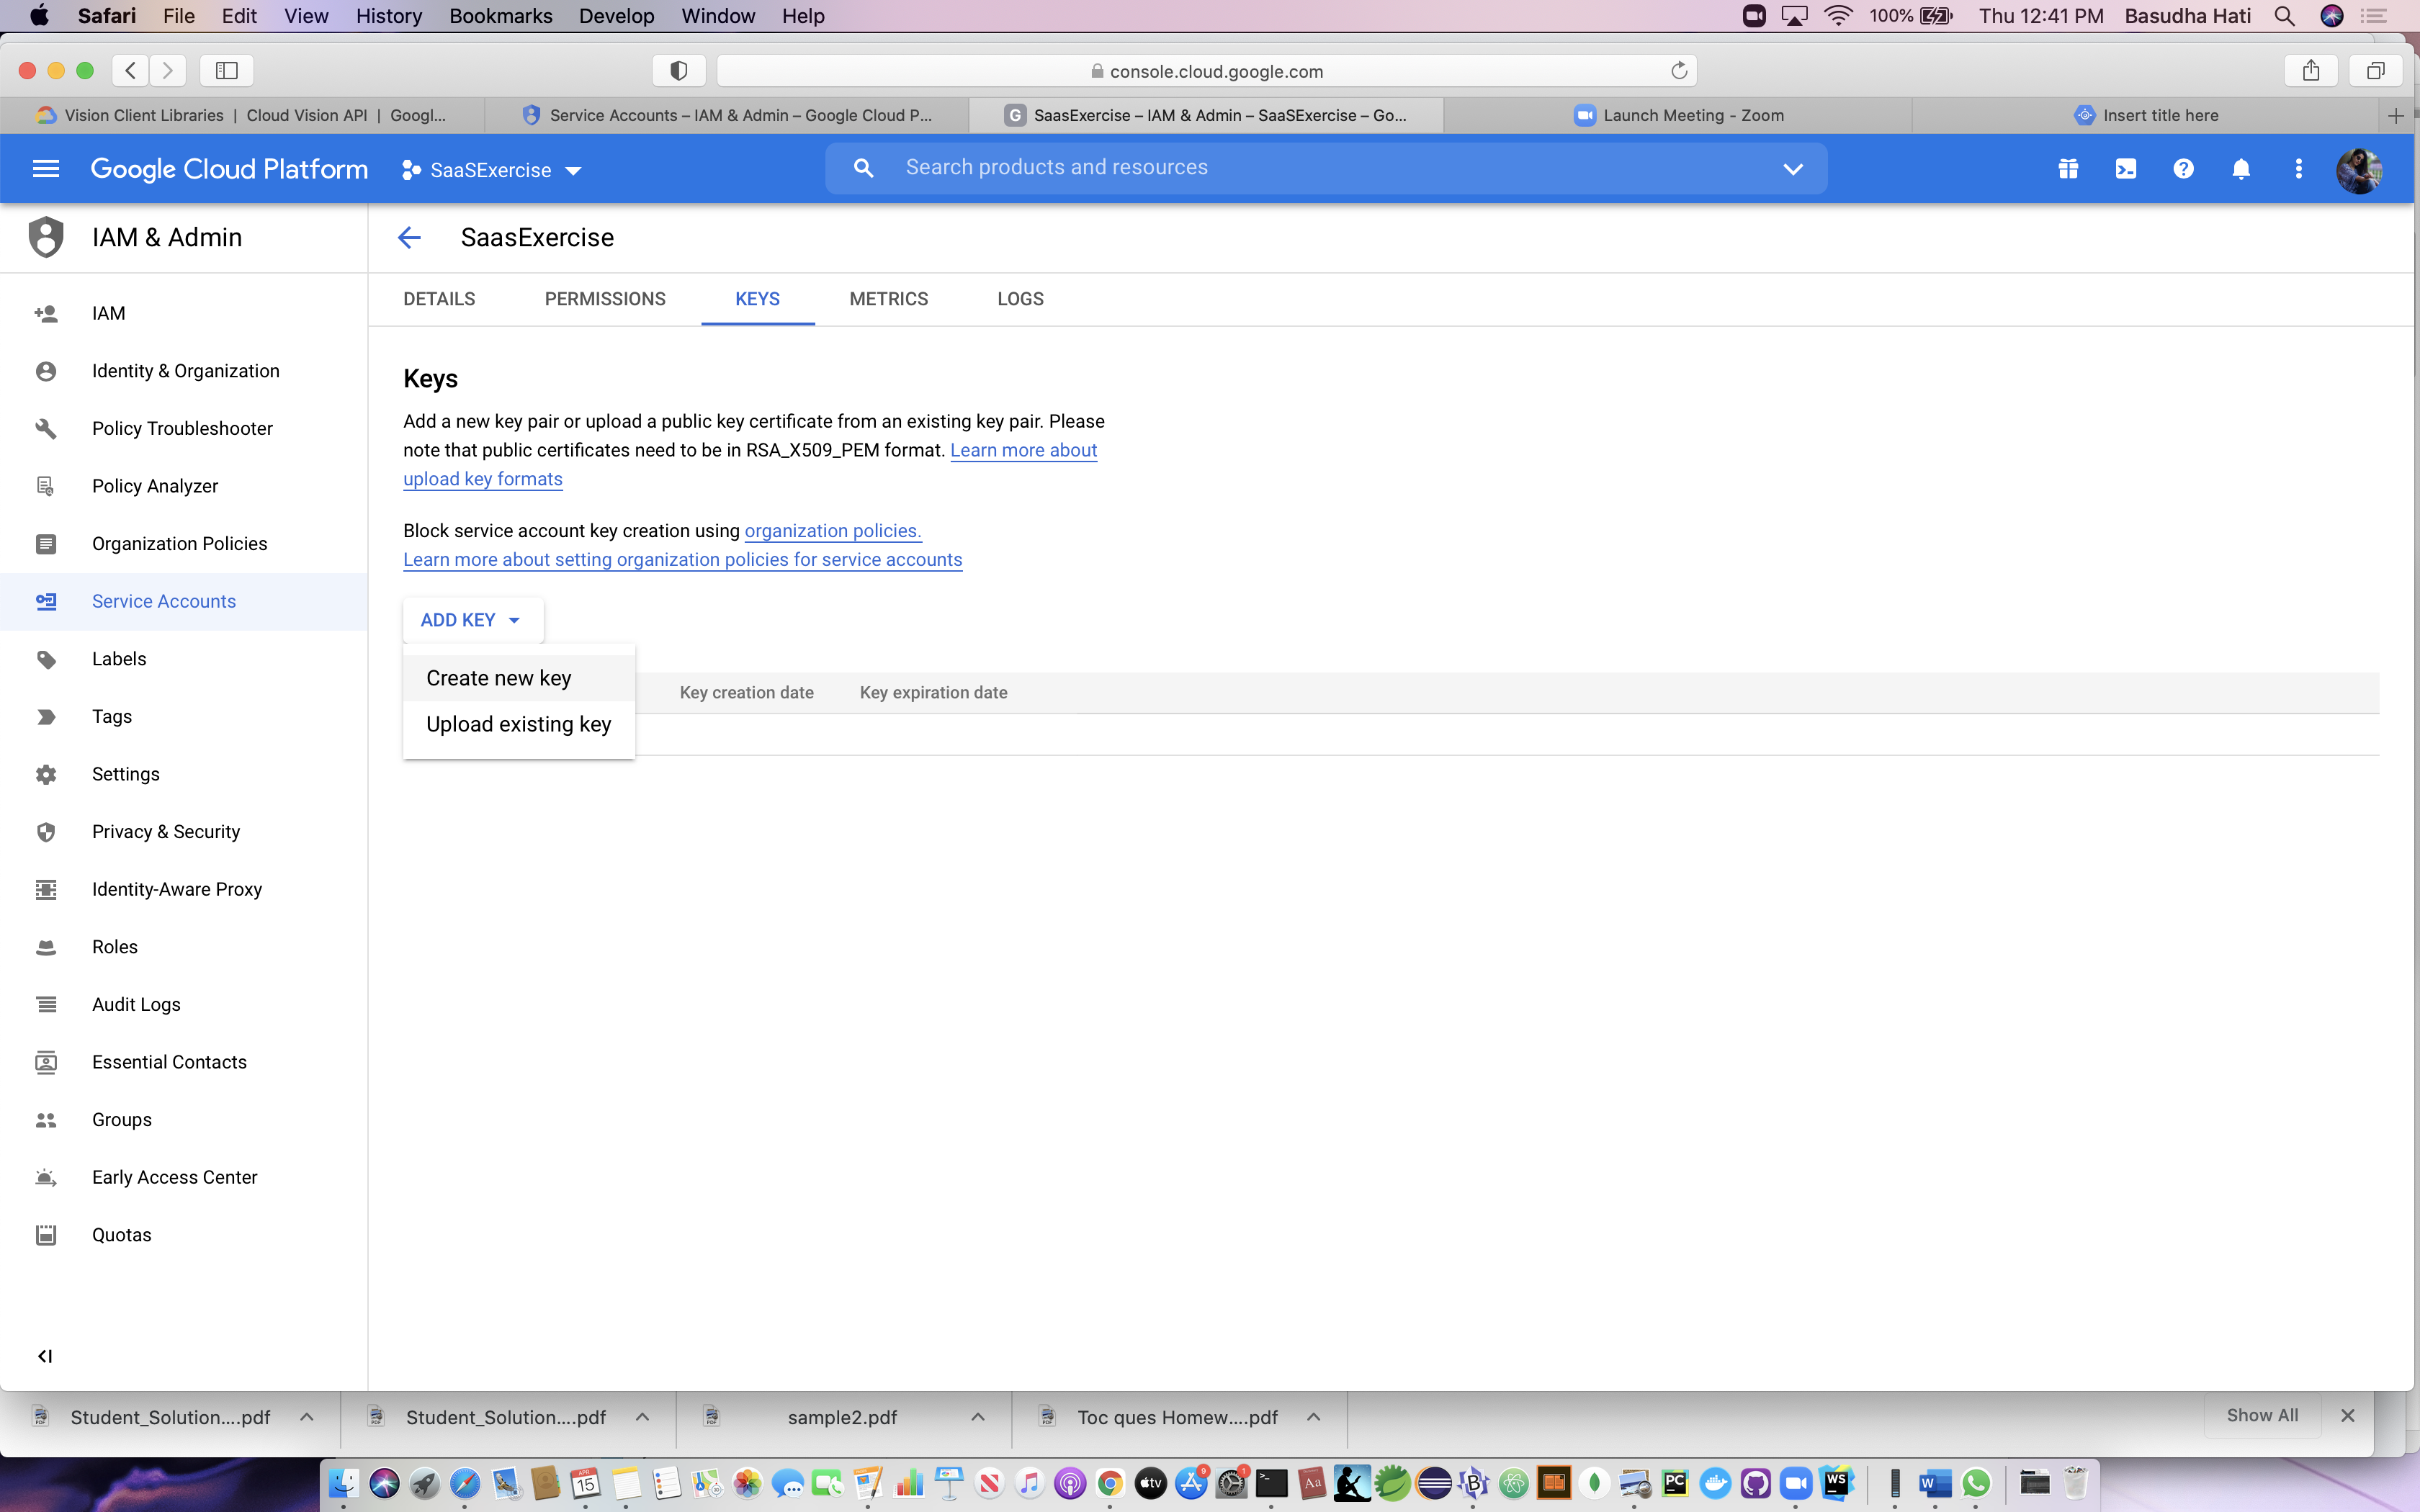 Safari File Edit View History Bookmarks Develop Window Help 100% Thu 12:41 PM Basudha Hati
console.cloud.google.com
Vision Client Libraries | Cloud Vision API | Googl...
Service Accounts – IAM & Admin – Google Cloud P...
G SaasExercise – IAM & Admin – SaaSExercise – Go...
Launch Meeting - Zoom
Insert title here
Google Cloud Platform SaaSExercise Search products and resources
IAM & Admin
SaasExercise
DETAILS PERMISSIONS KEYS METRICS LOGS
IAM
Identity & Organization
Policy Troubleshooter
Policy Analyzer
Organization Policies
Service Accounts
Labels
Tags
Settings
Privacy & Security
Identity-Aware Proxy
Roles
Audit Logs
Essential Contacts
Groups
Early Access Center
Quotas
Keys
Add a new key pair or upload a public key certificate from an existing key pair. Please
note that public certificates need to be in RSA_X509_PEM format. Learn more about
upload key formats
Block service account key creation using organization policies.
Learn more about setting organization policies for service accounts
ADD KEY
Create new key
Upload existing key
Key creation date Key expiration date
Student_Solution....pdf
Student_Solution....pdf
sample2.pdf
Toc ques Homew....pdf
Show All
APR
15
tv
9
1
Aa
B
PC
WS
W